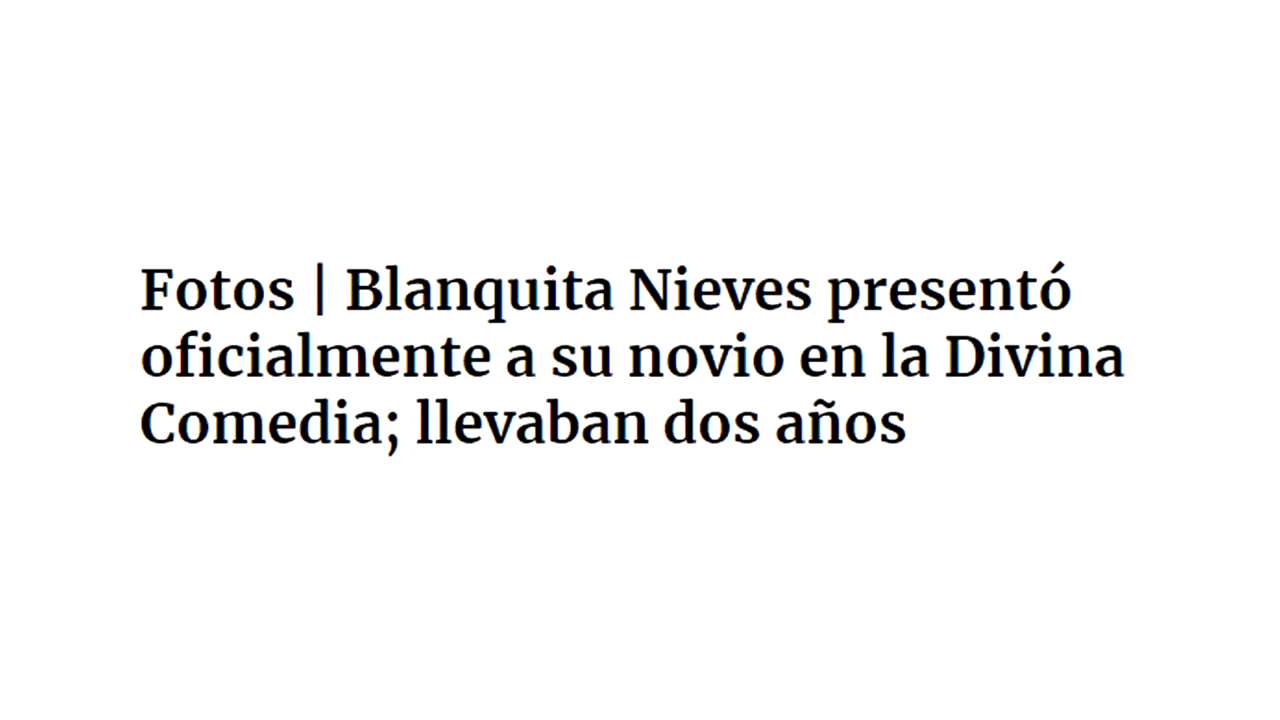 Fotos | Blanquita Nieves presentó
oficialmente a su novio en la Divina
Comedia; llevaban dos años